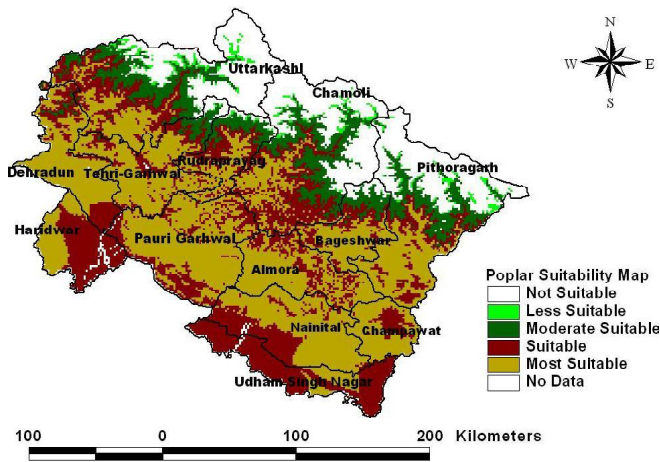 N
W E
S
Uttarkashi
Chamoli
Pithoragarh
Rudraprayag
Dehradun Tehri-Garhwal
Haridwar
Pauri Garhwal
Bageshwar
Almora
Nainital
Champawat
Udham Singh Nagar
Poplar Suitability Map
Not Suitable
Less Suitable
Moderate Suitable
Suitable
Most Suitable
No Data
100 0 100 200 Kilometers